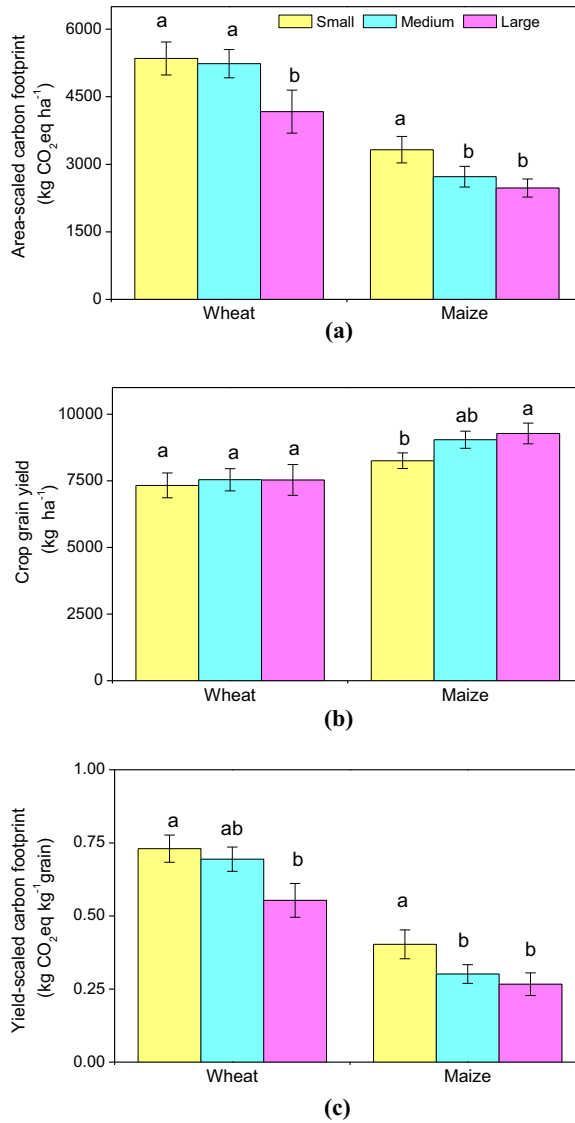 Small Medium Large
Area-scaled carbon footprint
(kg CO₂eq ha⁻¹)
6000
4500
3000
1500
0
a a b a b b
Wheat Maize
(a)
Crop grain yield
(kg ha⁻¹)
10000
7500
5000
2500
0
a a a b ab a
Wheat Maize
(b)
Yield-scaled carbon footprint
(kg CO₂eq kg⁻¹grain)
1.00
0.75
0.50
0.25
0.00
a ab b a b b
Wheat Maize
(c)